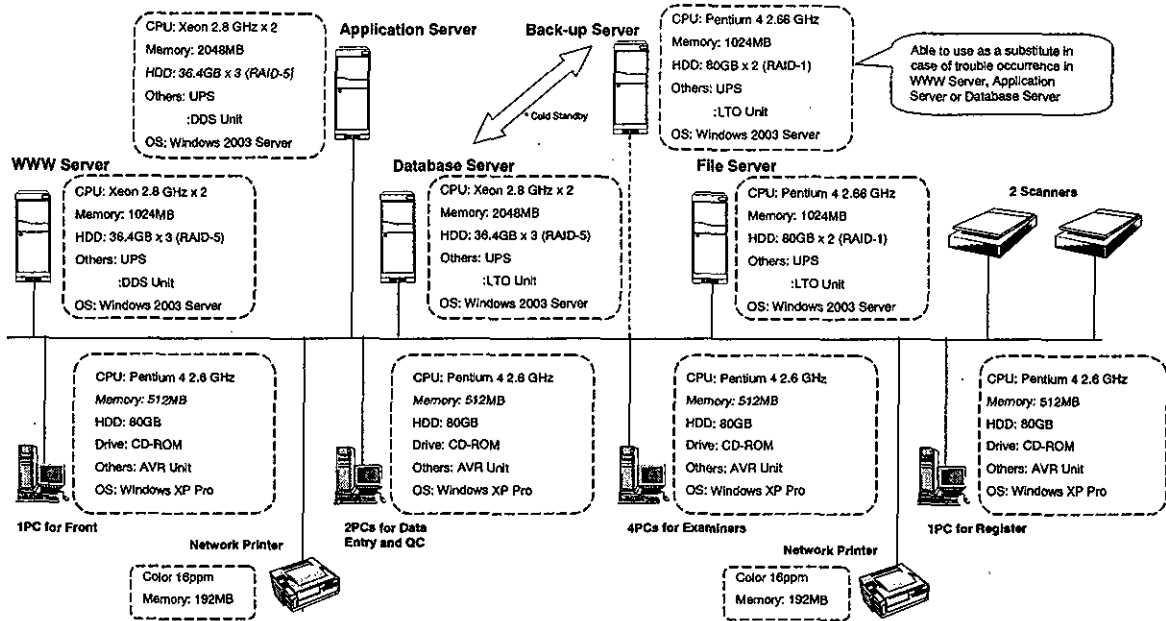 CPU: Xeon 2.8 GHz x 2
Memory: 2048MB
HDD: 36.4GB x 3 (RAID-5)
Others: UPS
:DDS Unit
OS: Windows 2003 Server
Application Server
Back-up Server
CPU: Pentium 4 2.66 GHz
Memory: 1024MB
HDD: 80GB x 2 (RAID-1)
Others: UPS
:LTO Unit
OS: Windows 2003 Server
Able to use as a substitute in
case of trouble occurrence in
WWW Server, Application
Server or Database Server
* Cold Standby
WWW Server
CPU: Xeon 2.8 GHz x 2
Memory: 1024MB
HDD: 36.4GB x 3 (RAID-5)
Others: UPS
:DDS Unit
OS: Windows 2003 Server
Database Server
CPU: Xeon 2.8 GHz x 2
Memory: 2048MB
HDD: 36.4GB x 3 (RAID-5)
Others: UPS
:LTO Unit
OS: Windows 2003 Server
File Server
CPU: Pentium 4 2.66 GHz
Memory: 1024MB
HDD: 80GB x 2 (RAID-1)
Others: UPS
:LTO Unit
OS: Windows 2003 Server
2 Scanners
CPU: Pentium 4 2.6 GHz
Memory: 512MB
HDD: 80GB
Drive: CD-ROM
Others: AVR Unit
OS: Windows XP Pro
1PC for Front
CPU: Pentium 4 2.6 GHz
Memory: 512MB
HDD: 80GB
Drive: CD-ROM
Others: AVR Unit
OS: Windows XP Pro
2PCs for Data
Entry and QC
CPU: Pentium 4 2.6 GHz
Memory: 512MB
HDD: 80GB
Drive: CD-ROM
Others: AVR Unit
OS: Windows XP Pro
4PCs for Examiners
CPU: Pentium 4 2.6 GHz
Memory: 512MB
HDD: 80GB
Drive: CD-ROM
Others: AVR Unit
OS: Windows XP Pro
1PC for Register
Network Printer
Color 16ppm
Memory: 192MB
Network Printer
Color 16ppm
Memory: 192MB